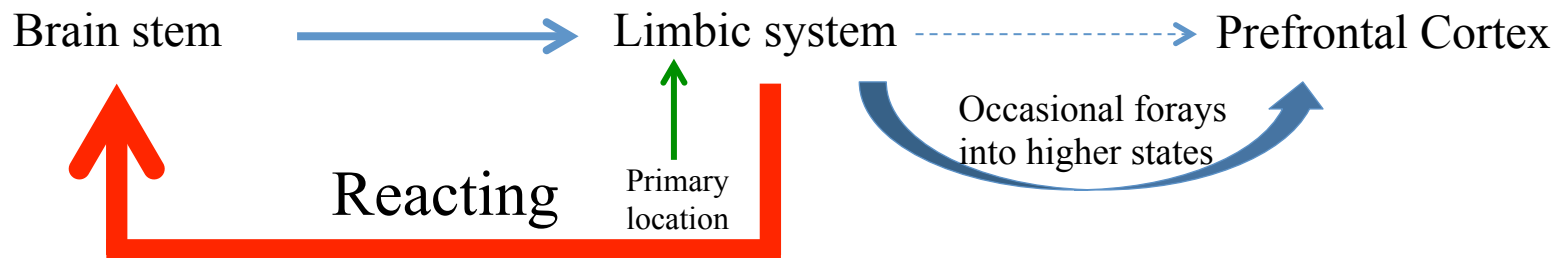 Brain stem
Limbic system
Prefrontal Cortex
Occasional forays
into higher states
Reacting
Primary
location